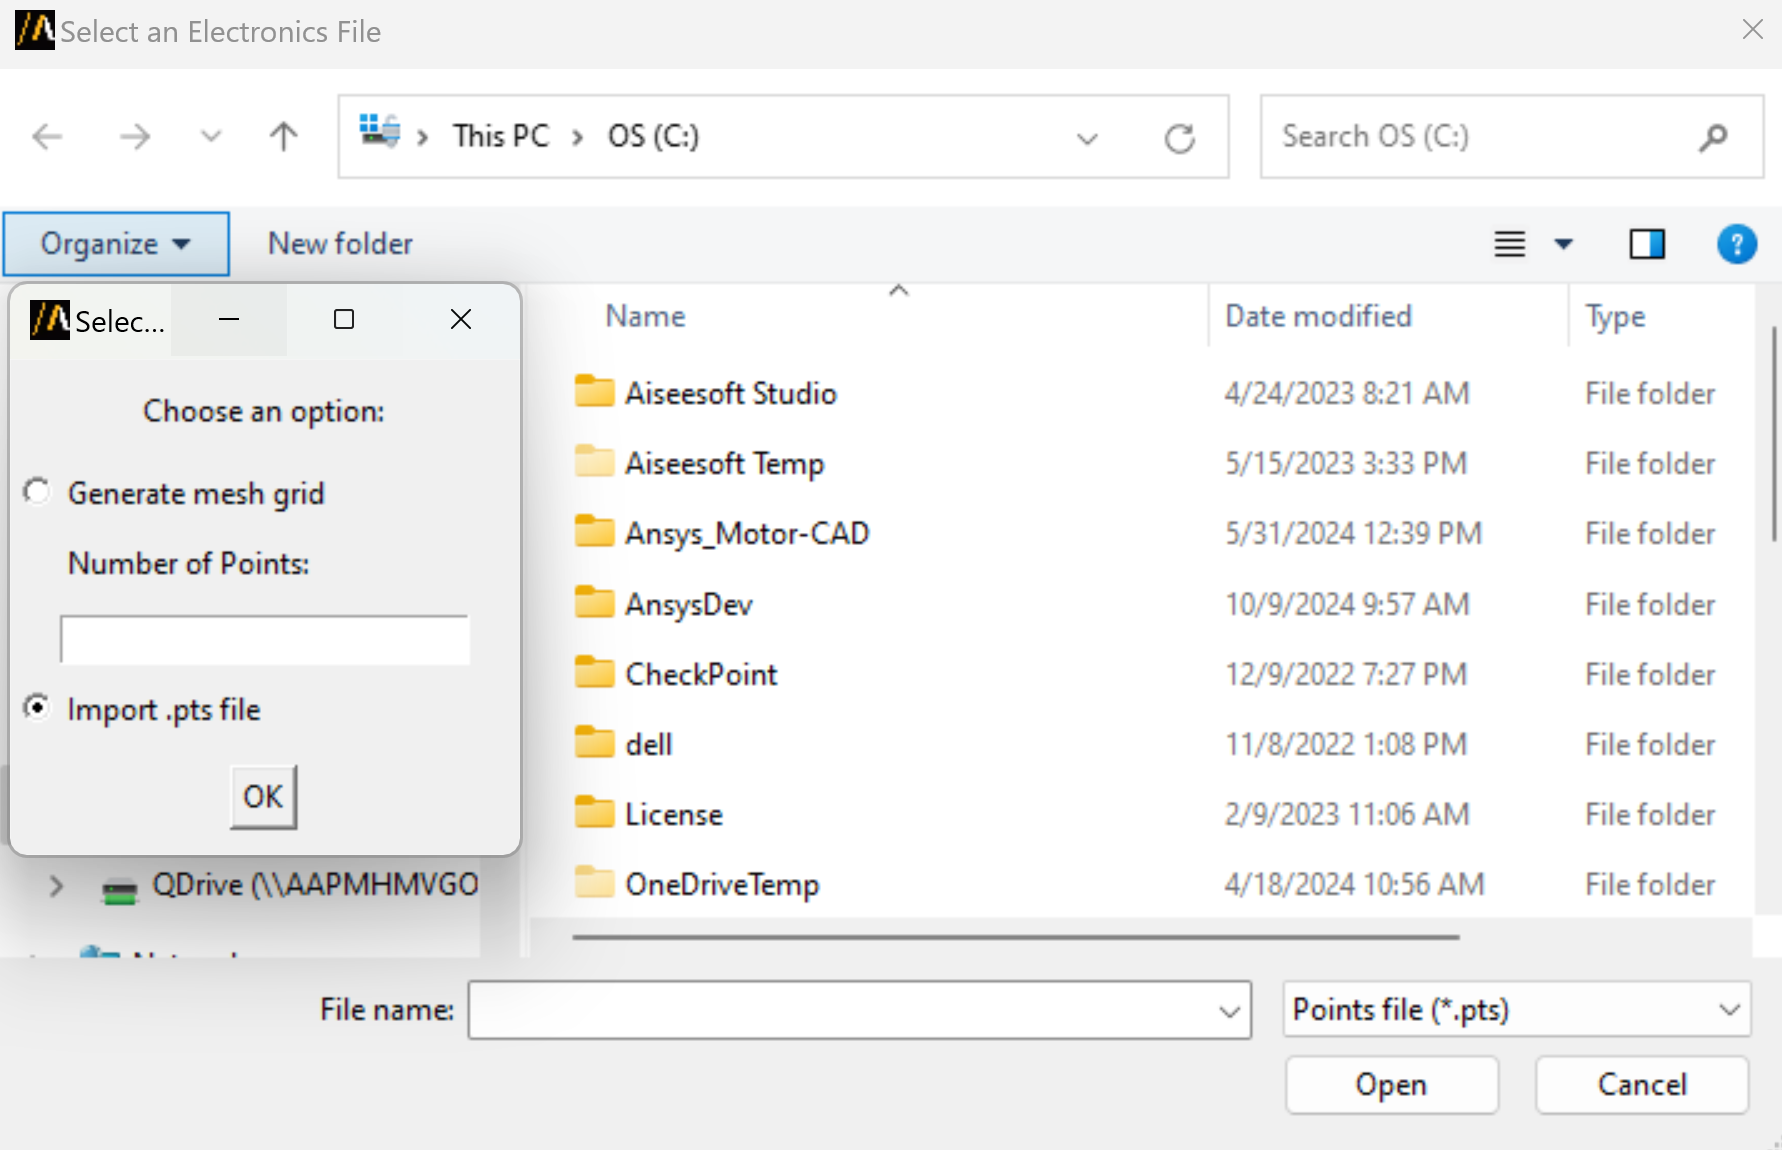 Select an Electronics File
This PC > OS (C:)
Search OS (C:)
Organize
New folder
?
Selec...
Choose an option:
Generate mesh grid
Number of Points:
Import .pts file
OK
QDrive (\\AAPMHMVGO
Name Date modified Type
Aiseesoft Studio 4/24/2023 8:21 AM File folder
Aiseesoft Temp 5/15/2023 3:33 PM File folder
Ansys_Motor-CAD 5/31/2024 12:39 PM File folder
AnsysDev 10/9/2024 9:57 AM File folder
CheckPoint 12/9/2022 7:27 PM File folder
dell 11/8/2022 1:08 PM File folder
License 2/9/2023 11:06 AM File folder
OneDriveTemp 4/18/2024 10:56 AM File folder
File name:
Points file (*.pts)
Open
Cancel